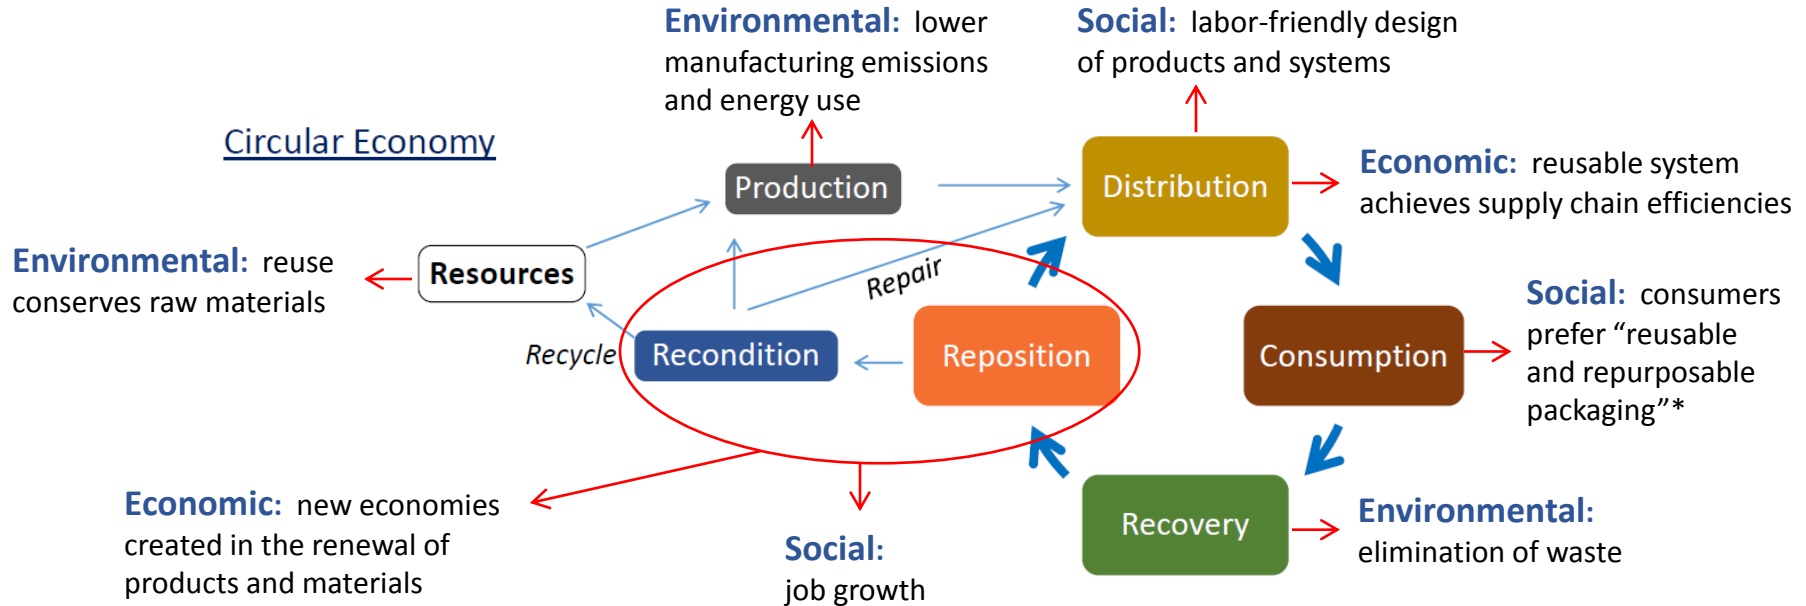 Environmental: lower
manufacturing emissions
and energy use
Social: labor-friendly design
of products and systems
Circular Economy
Production
Distribution
Economic: reusable system
achieves supply chain efficiencies
Environmental: reuse
conserves raw materials
Resources
Repair
Recycle
Recondition
Reposition
Consumption
Social: consumers
prefer “reusable
and repurposable
packaging”*
Economic: new economies
created in the renewal of
products and materials
Social:
job growth
Recovery
Environmental:
elimination of waste